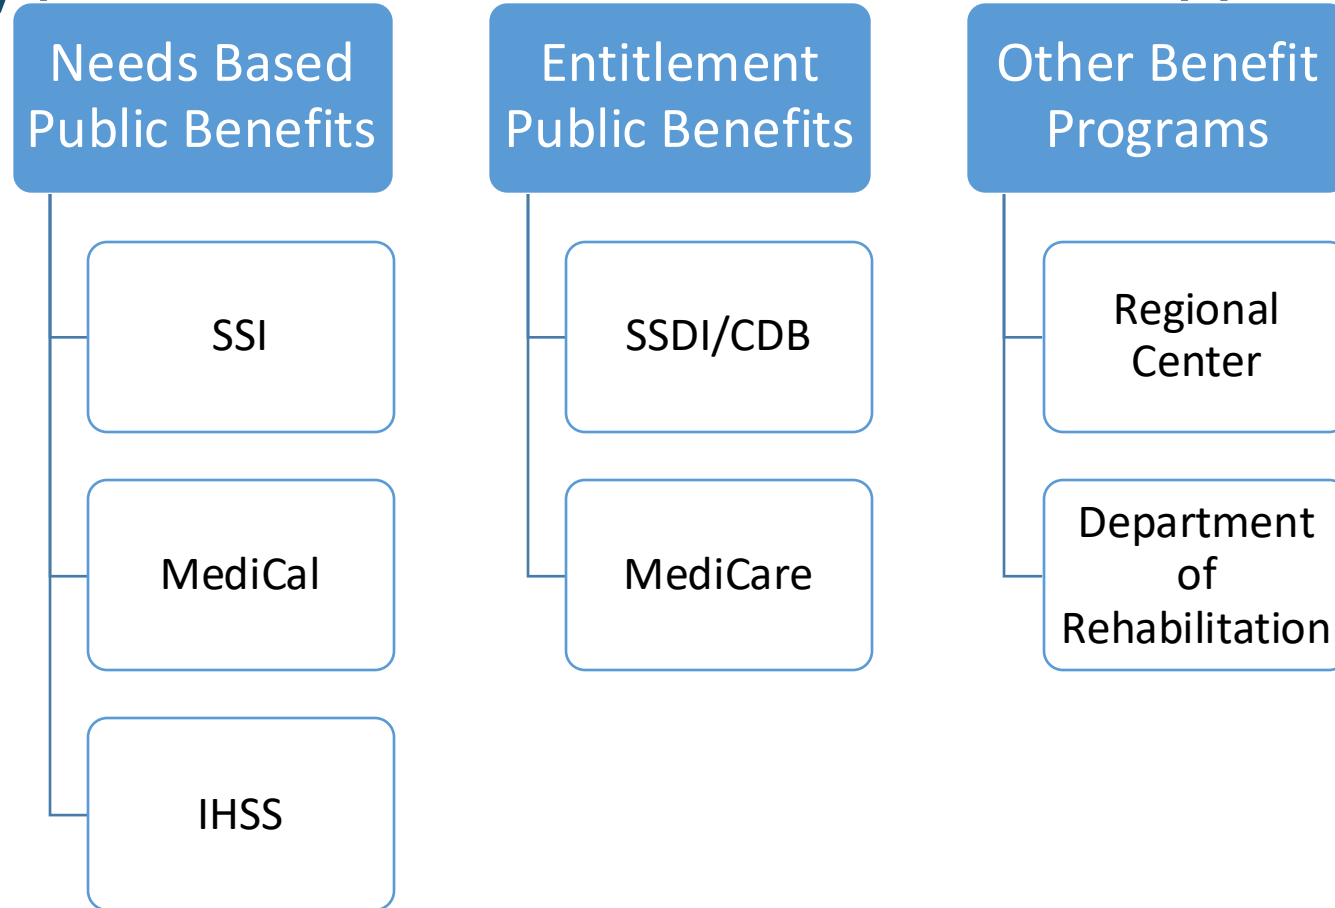 Needs Based
Public Benefits
SSI
MediCal
IHSS
Entitlement
Public Benefits
SSDI/CDB
MediCare
Other Benefit
Programs
Regional
Center
Department
of
Rehabilitation